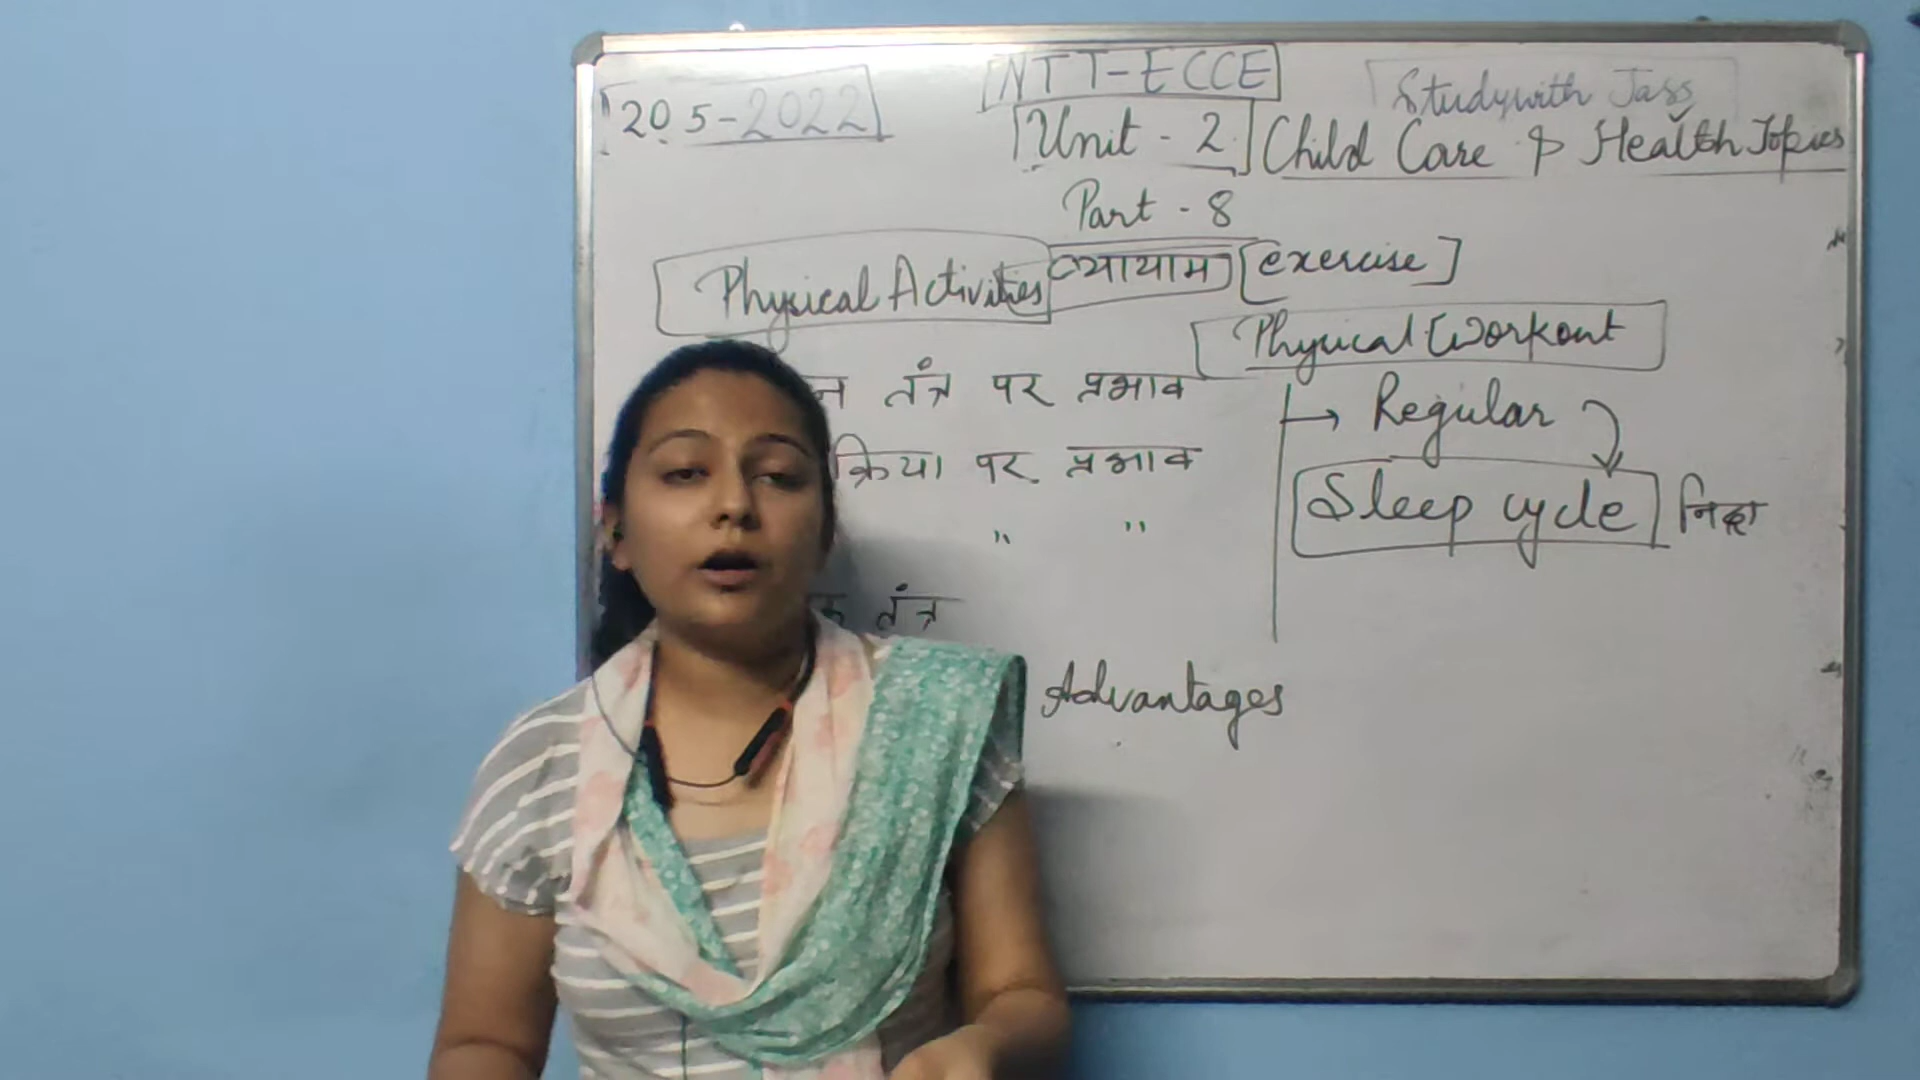 20 5-2022
NTT-ECCE
Studywith Jass
Unit - 2 Child Care & Health Topics
Part - 8
Physical Activities व्यायाम [exercise]
Physical Workout
तंत्र पर प्रभाव
→ Regular
क्रिया पर प्रभाव
Sleep cycle निद्रा
" "
तंत्र
Advantages